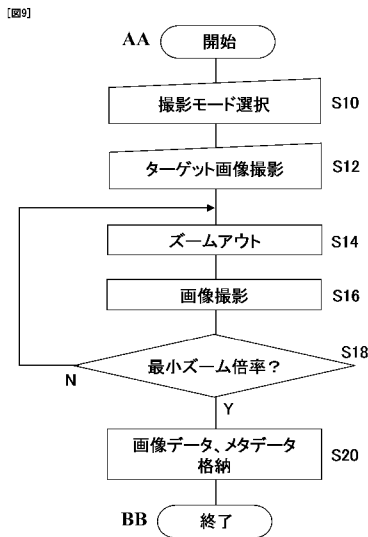 [図9]
AA 開始
撮影モード選択 S10
ターゲット画像撮影 S12
ズームアウト S14
画像撮影 S16
最小ズーム倍率? S18
N
Y
画像データ、メタデータ
格納 S20
BB 終了